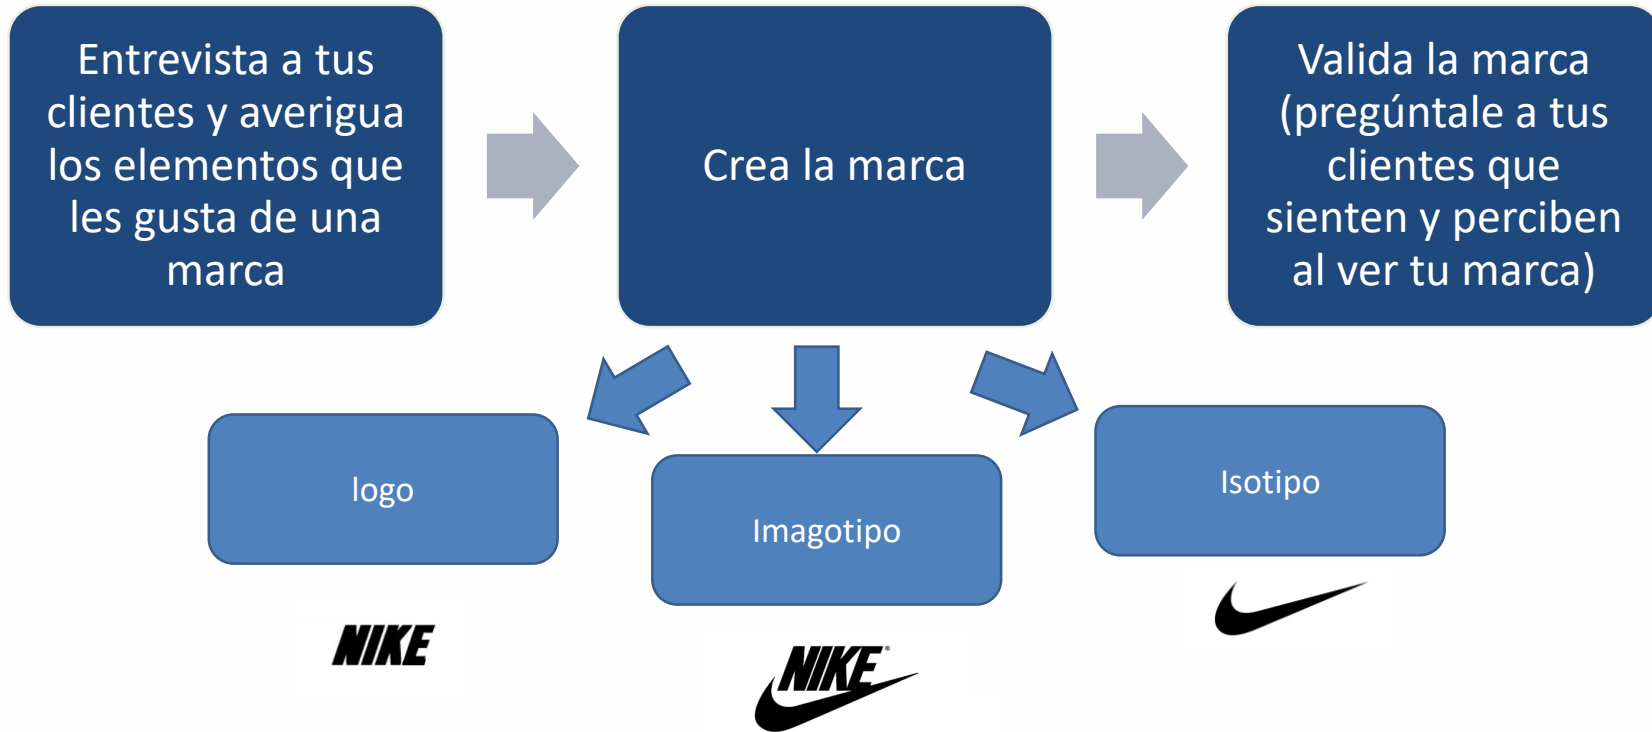 Entrevista a tus
clientes y averigua
los elementos que
les gusta de una
marca
Crea la marca
Valida la marca
(pregúntale a tus
clientes que
sienten y perciben
al ver tu marca)
logo
Imagotipo
Isotipo
NIKE
NIKE®